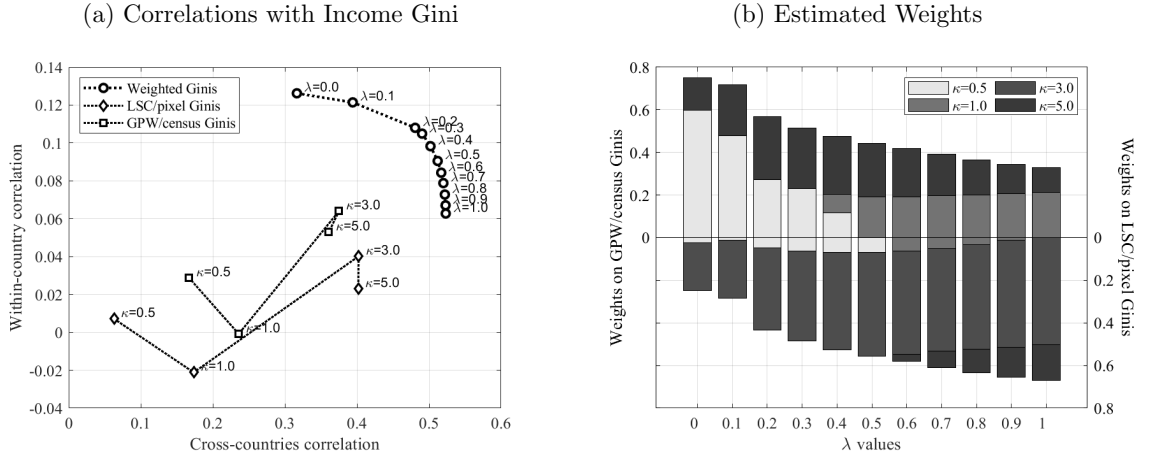 (a) Correlations with Income Gini
0.14
0.12
0.1
0.08
0.06
0.04
0.02
0
-0.02
-0.04
Within-country correlation
Weighted Ginis
LSC/pixel Ginis
GPW/census Ginis
λ=0.0
λ=0.1
λ=0.2
λ=0.3
λ=0.4
λ=0.5
λ=0.6
λ=0.7
λ=0.8
λ=0.9
λ=1.0
κ=3.0
κ=5.0
κ=0.5
κ=1.0
κ=3.0
κ=5.0
κ=0.5
κ=1.0
0 0.1 0.2 0.3 0.4 0.5 0.6
Cross-countries correlation
(b) Estimated Weights
0.8
0.6
0.4
0.2
0
Weights on GPW/census Ginis
κ=0.5 κ=3.0
κ=1.0 κ=5.0
0
0.2
0.4
0.6
0.8
Weights on LSC/pixel Ginis
0 0.1 0.2 0.3 0.4 0.5 0.6 0.7 0.8 0.9 1
λ values